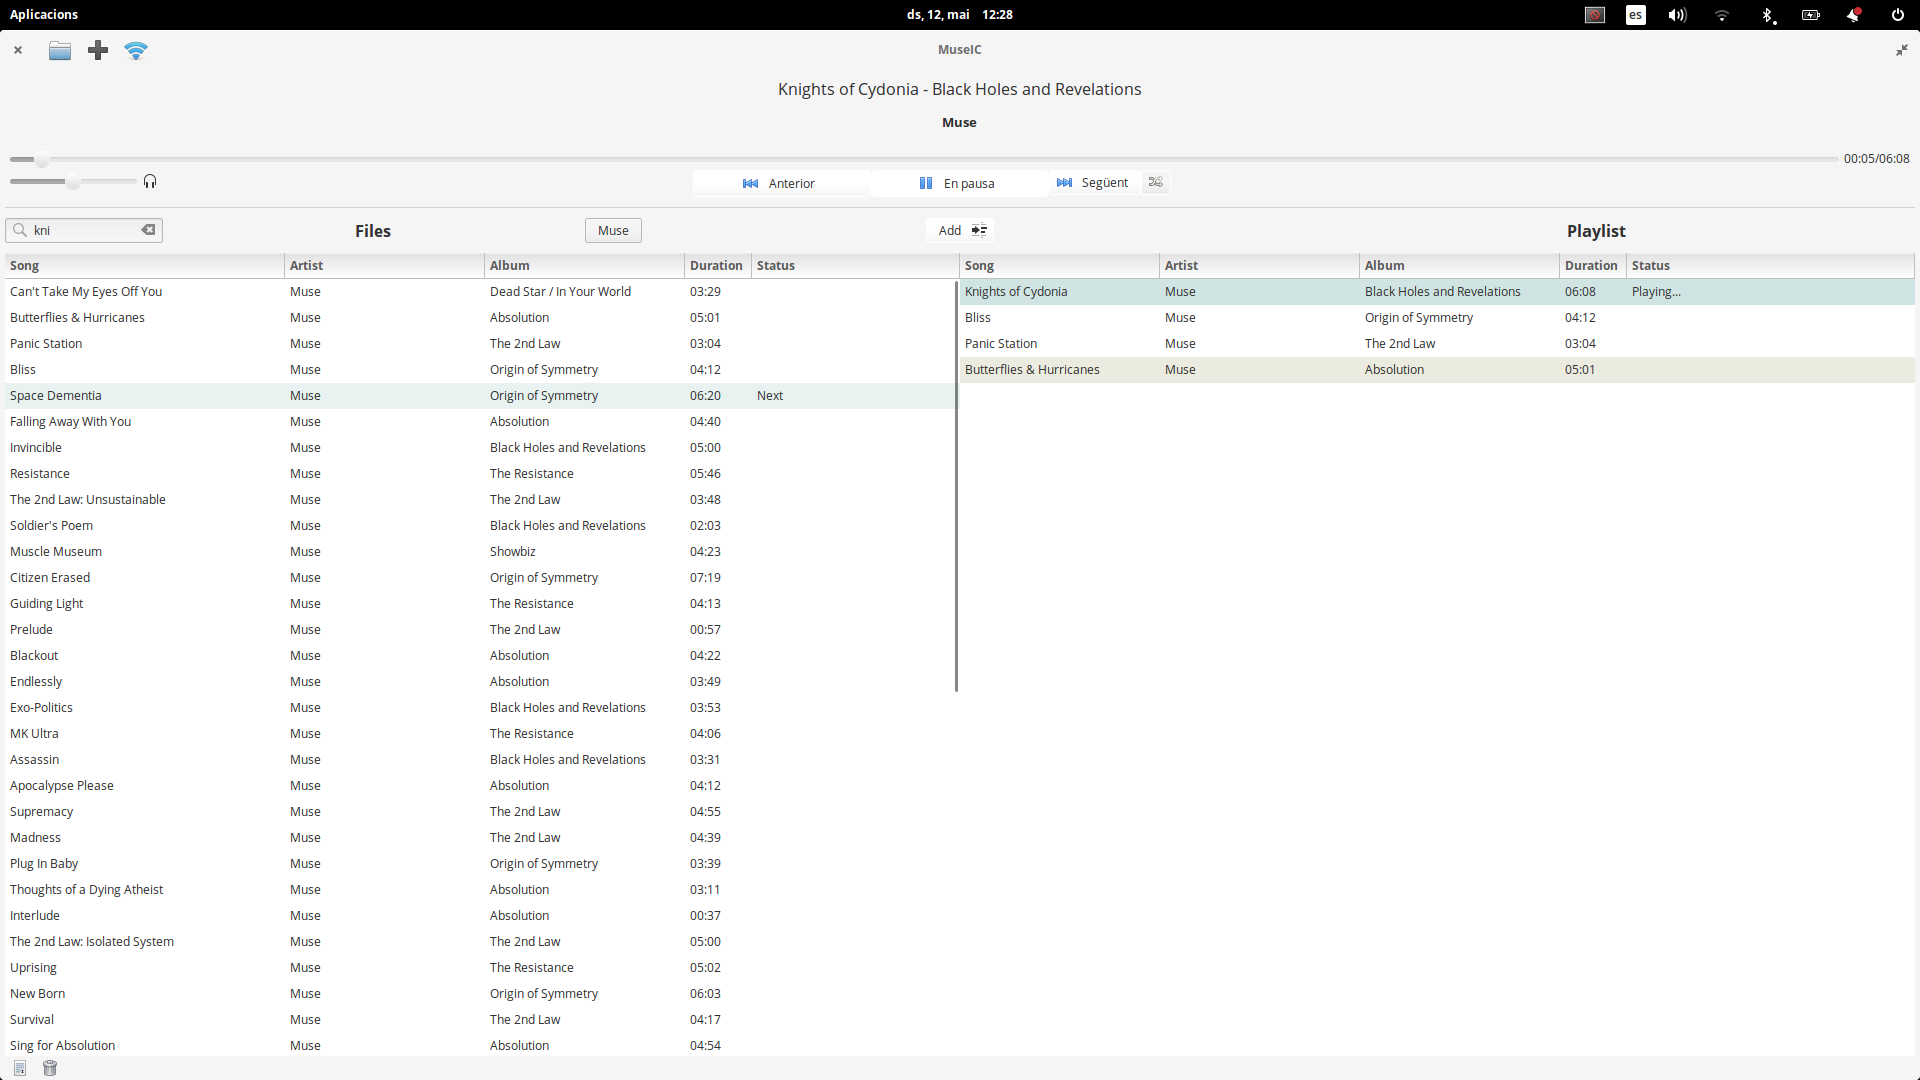 Aplicacions ds, 12, mai 12:28 es
MuseIC
Knights of Cydonia - Black Holes and Revelations
Muse
00:05/06:08
Anterior En pausa Següent
kni Files Muse Add Playlist
Song Artist Album Duration Status Song Artist Album Duration Status
Can't Take My Eyes Off You Muse Dead Star / In Your World 03:29 Knights of Cydonia Muse Black Holes and Revelations 06:08 Playing...
Butterflies & Hurricanes Muse Absolution 05:01 Bliss Muse Origin of Symmetry 04:12
Panic Station Muse The 2nd Law 03:04 Panic Station Muse The 2nd Law 03:04
Bliss Muse Origin of Symmetry 04:12 Butterflies & Hurricanes Muse Absolution 05:01
Space Dementia Muse Origin of Symmetry 06:20 Next
Falling Away With You Muse Absolution 04:40
Invincible Muse Black Holes and Revelations 05:00
Resistance Muse The Resistance 05:46
The 2nd Law: Unsustainable Muse The 2nd Law 03:48
Soldier's Poem Muse Black Holes and Revelations 02:03
Muscle Museum Muse Showbiz 04:23
Citizen Erased Muse Origin of Symmetry 07:19
Guiding Light Muse The Resistance 04:13
Prelude Muse The 2nd Law 00:57
Blackout Muse Absolution 04:22
Endlessly Muse Absolution 03:49
Exo-Politics Muse Black Holes and Revelations 03:53
MK Ultra Muse The Resistance 04:06
Assassin Muse Black Holes and Revelations 03:31
Apocalypse Please Muse Absolution 04:12
Supremacy Muse The 2nd Law 04:55
Madness Muse The 2nd Law 04:39
Plug In Baby Muse Origin of Symmetry 03:39
Thoughts of a Dying Atheist Muse Absolution 03:11
Interlude Muse Absolution 00:37
The 2nd Law: Isolated System Muse The 2nd Law 05:00
Uprising Muse The Resistance 05:02
New Born Muse Origin of Symmetry 06:03
Survival Muse The 2nd Law 04:17
Sing for Absolution Muse Absolution 04:54